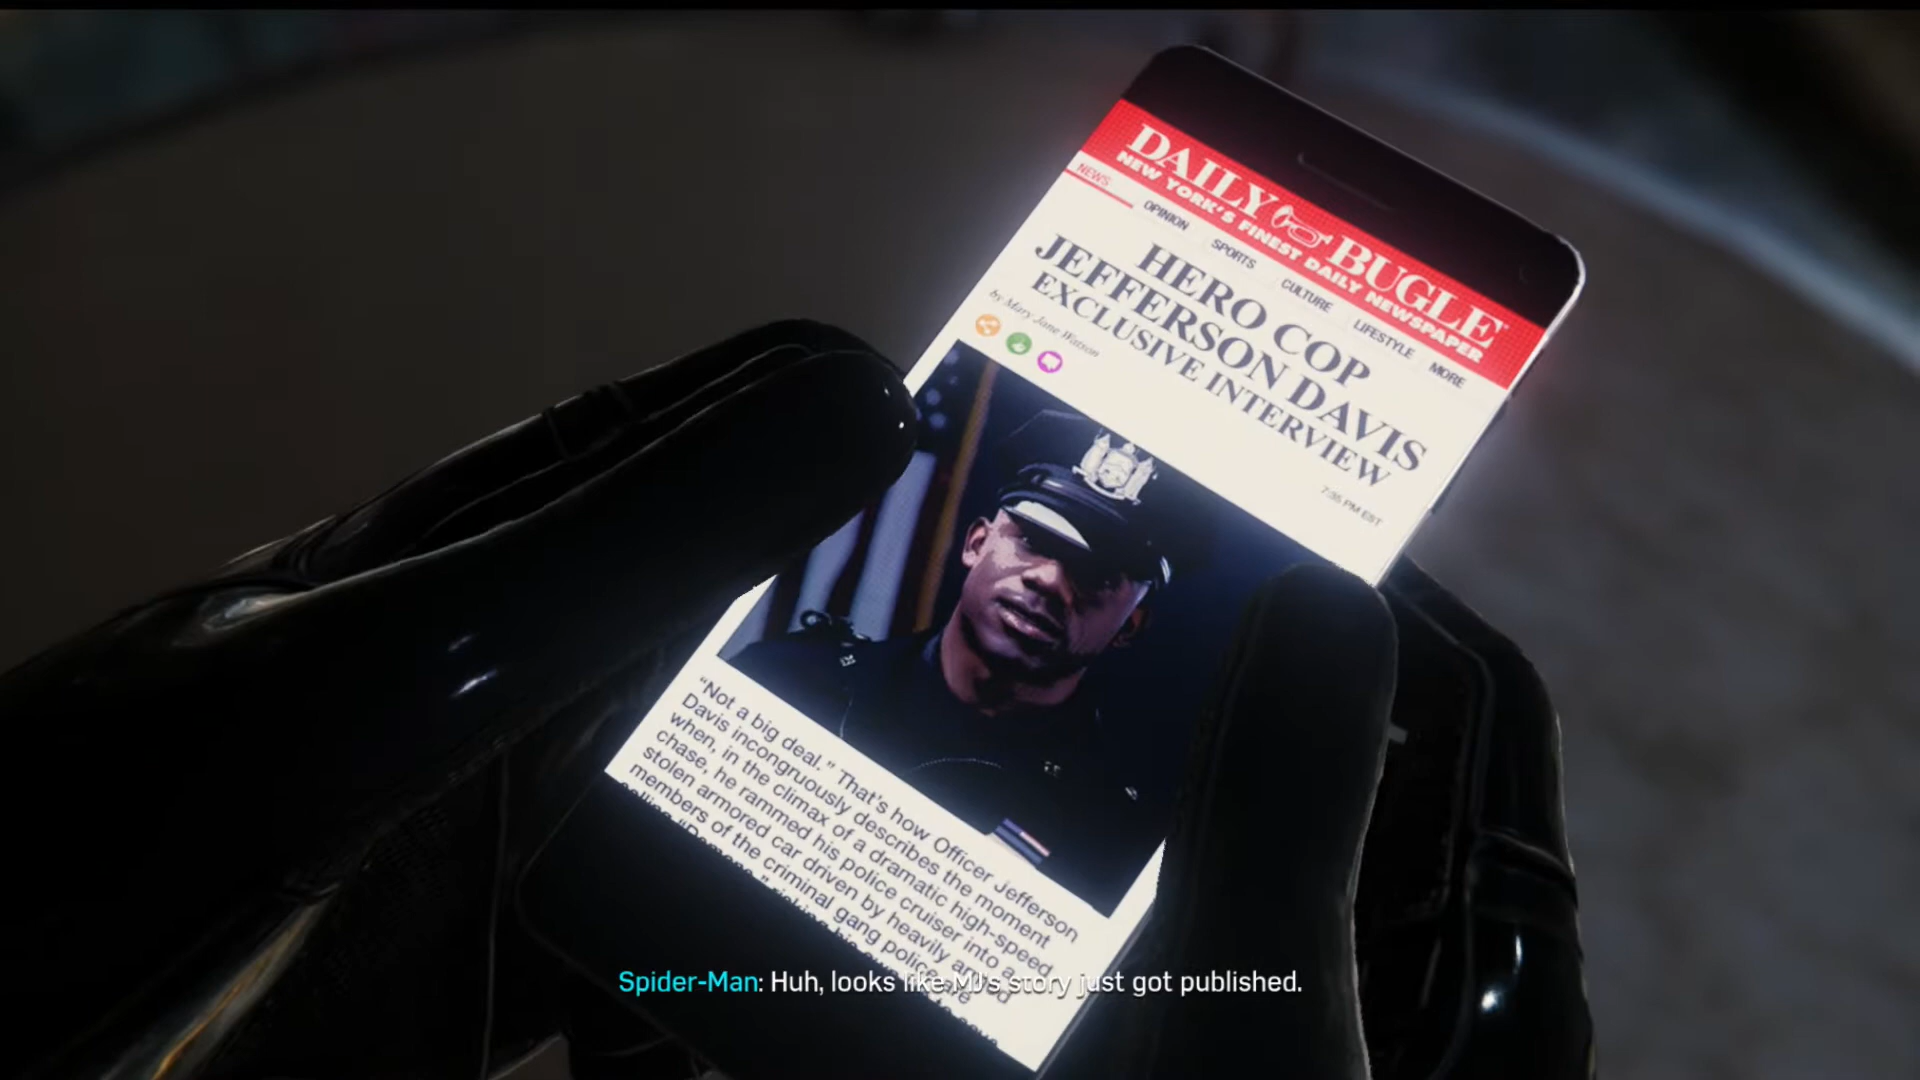 DAILY BUGLE
NEW YORK'S FINEST DAILY NEWSPAPER
NEWS OPINION SPORTS CULTURE LIFESTYLE MORE
HERO COP
JEFFERSON DAVIS
EXCLUSIVE INTERVIEW
by Mary Jane Watson
7:35 PM EST
“Not a big deal.” That’s how Officer Jefferson
Davis incongruously describes the moment
when, in the climax of a dramatic high-speed
chase, he rammed his police cruiser into a
stolen armored car driven by heavily armed
members of the criminal gang police are
Spider-Man: Huh, looks like MJ's story just got published.